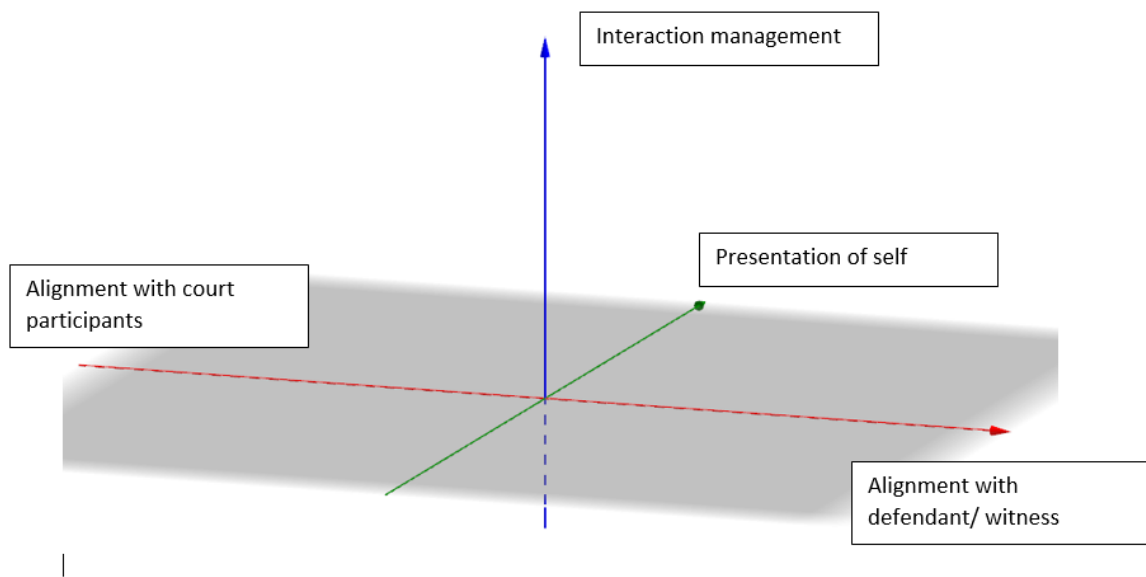 Interaction management
Presentation of self
Alignment with court
participants
Alignment with
defendant/ witness